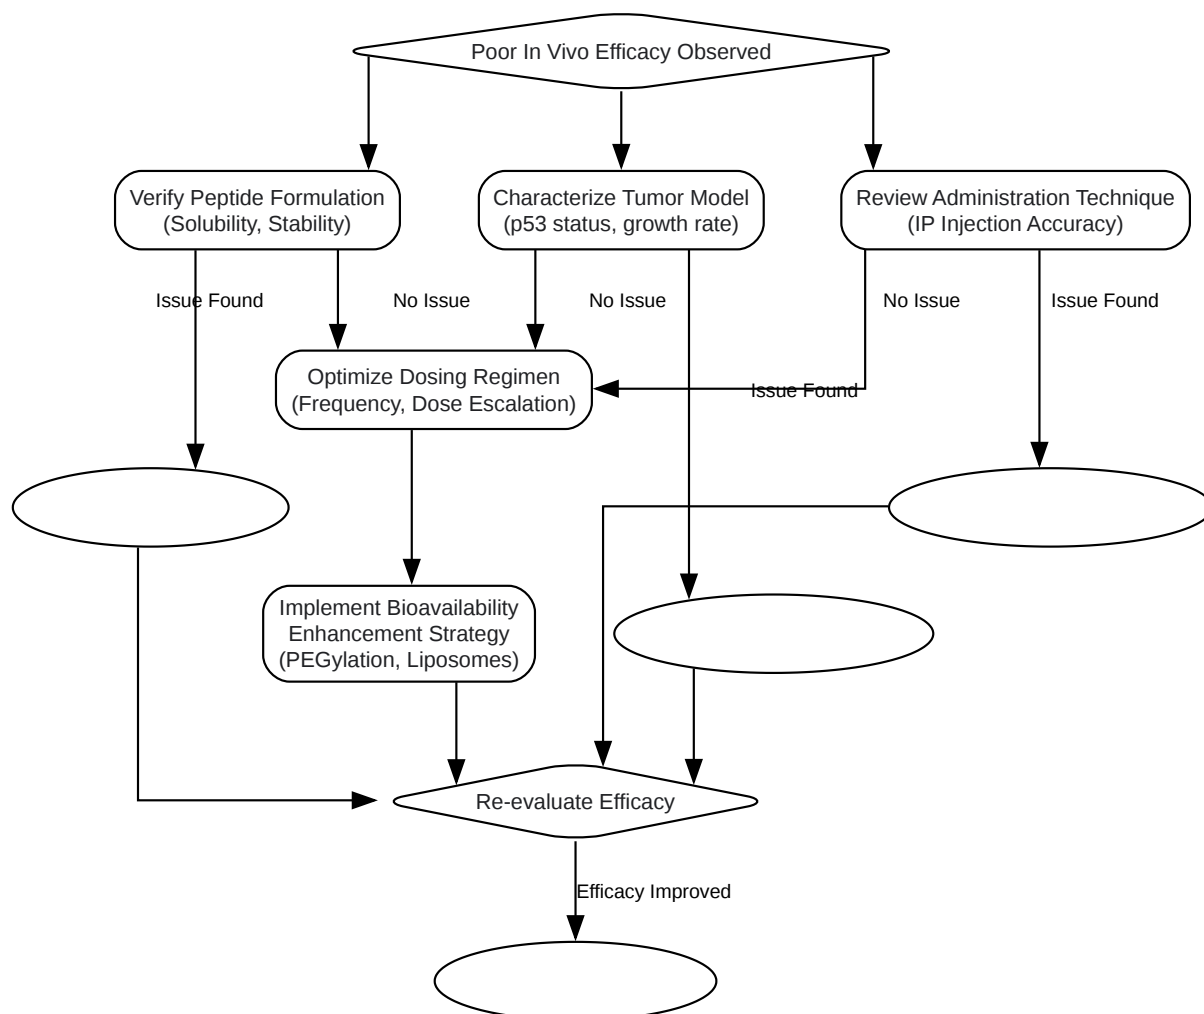 Poor In Vivo Efficacy Observed
Verify Peptide Formulation
(Solubility, Stability)
Characterize Tumor Model
(p53 status, growth rate)
Review Administration Technique
(IP Injection Accuracy)
Issue Found
No Issue
No Issue
No Issue
Issue Found
Optimize Dosing Regimen
(Frequency, Dose Escalation)
Issue Found
Implement Bioavailability
Enhancement Strategy
(PEGylation, Liposomes)
Re-evaluate Efficacy
Efficacy Improved